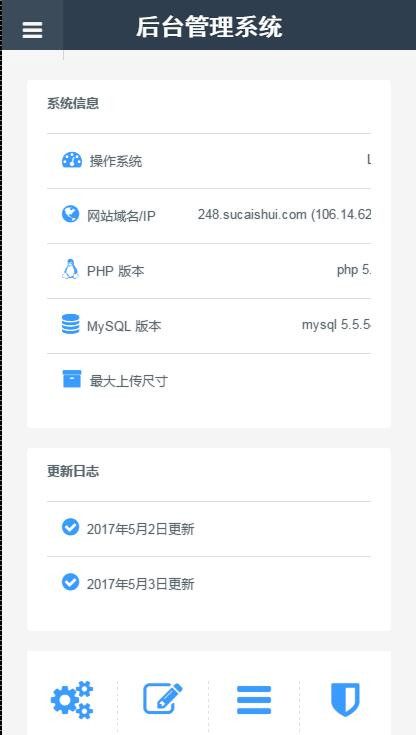 后台管理系统
系统信息
操作系统 L
网站域名/IP 248.sucaishui.com (106.14.62
PHP 版本 php 5.
MySQL 版本 mysql 5.5.5
最大上传尺寸
更新日志
2017年5月2日更新
2017年5月3日更新